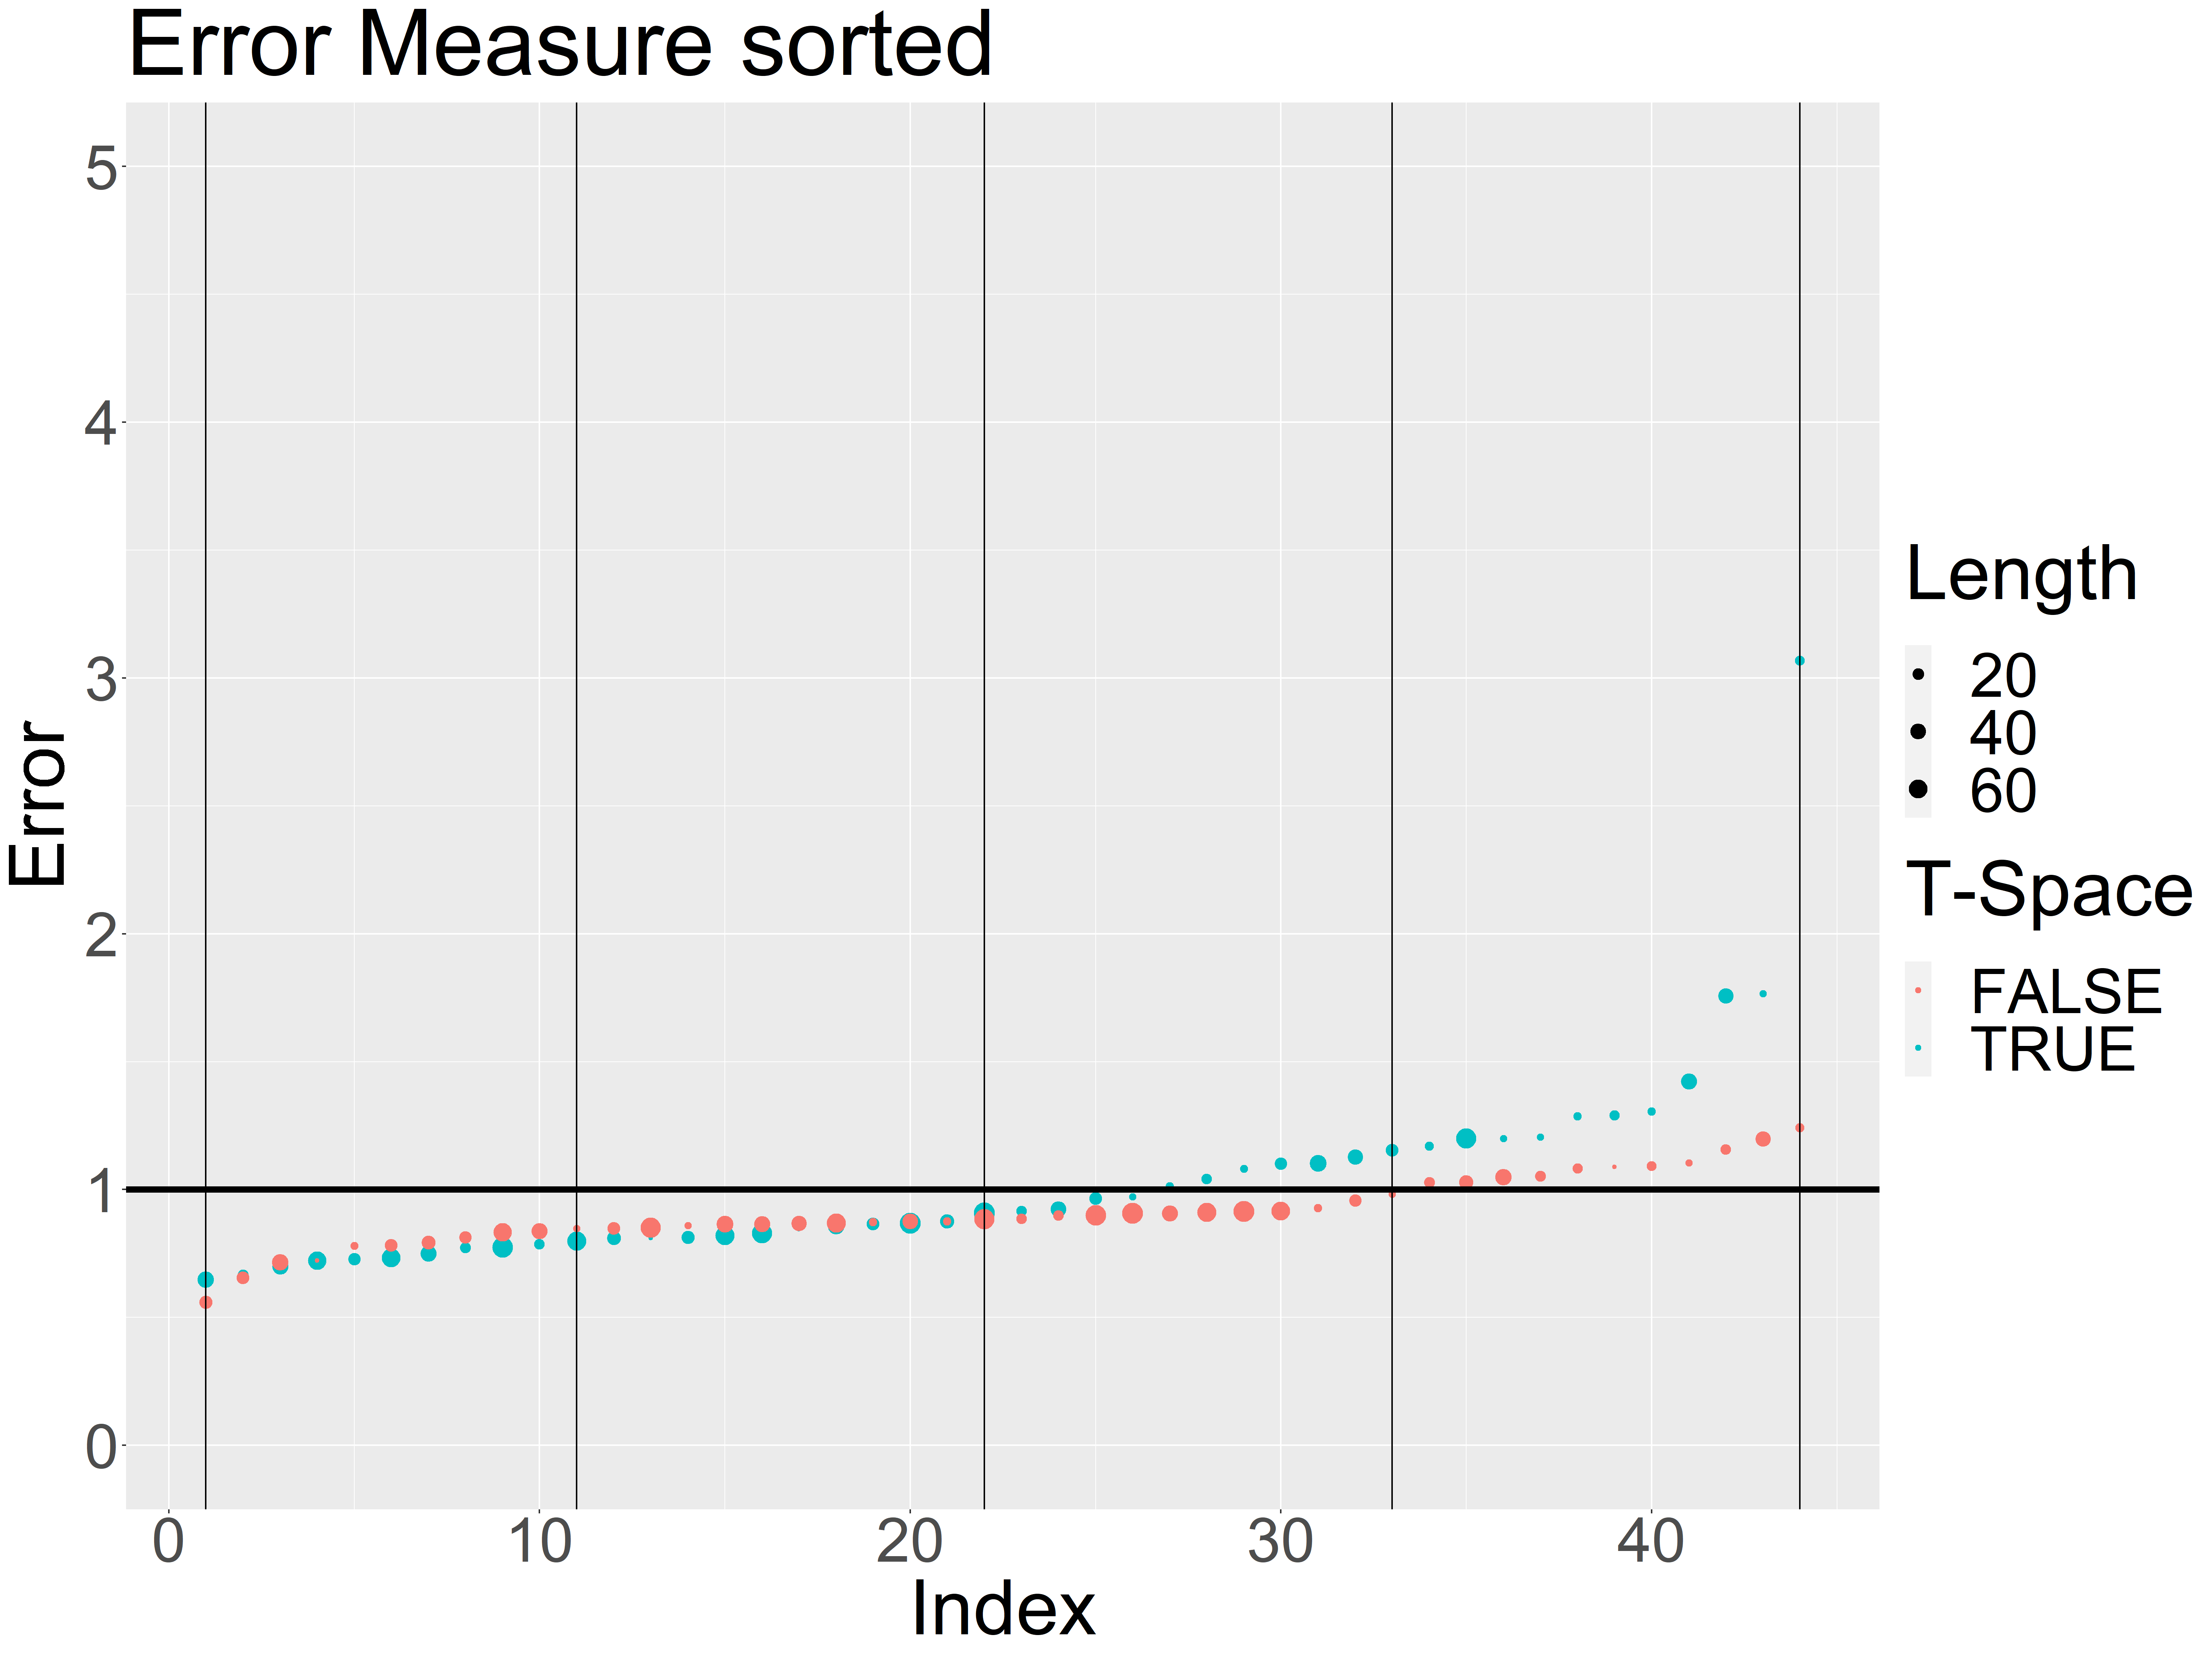 Error Measure sorted
5
4
3
2
1
0
Error
0 10 20 30 40
Index
Length
20
40
60
T-Space
FALSE
TRUE